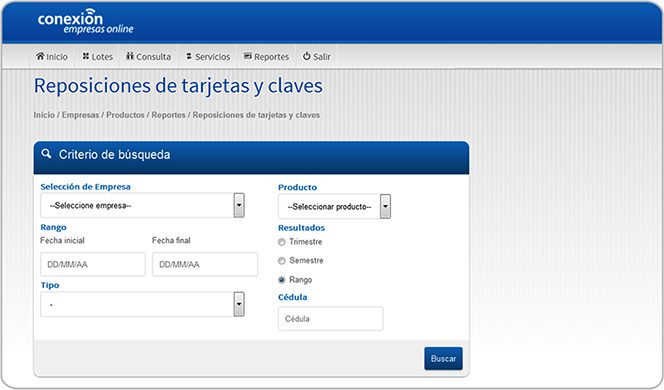 conexión
empresas online
Inicio Lotes Consulta Servicios Reportes Salir
Reposiciones de tarjetas y claves
Inicio / Empresas / Productos / Reportes / Reposiciones de tarjetas y claves
Criterio de búsqueda
Selección de Empresa
--Seleccione empresa--
Producto
--Seleccionar producto--
Rango
Fecha inicial Fecha final
DD/MM/AA DD/MM/AA
Resultados
Trimestre
Semestre
Rango
Tipo
-
Cédula
Cédula
Buscar